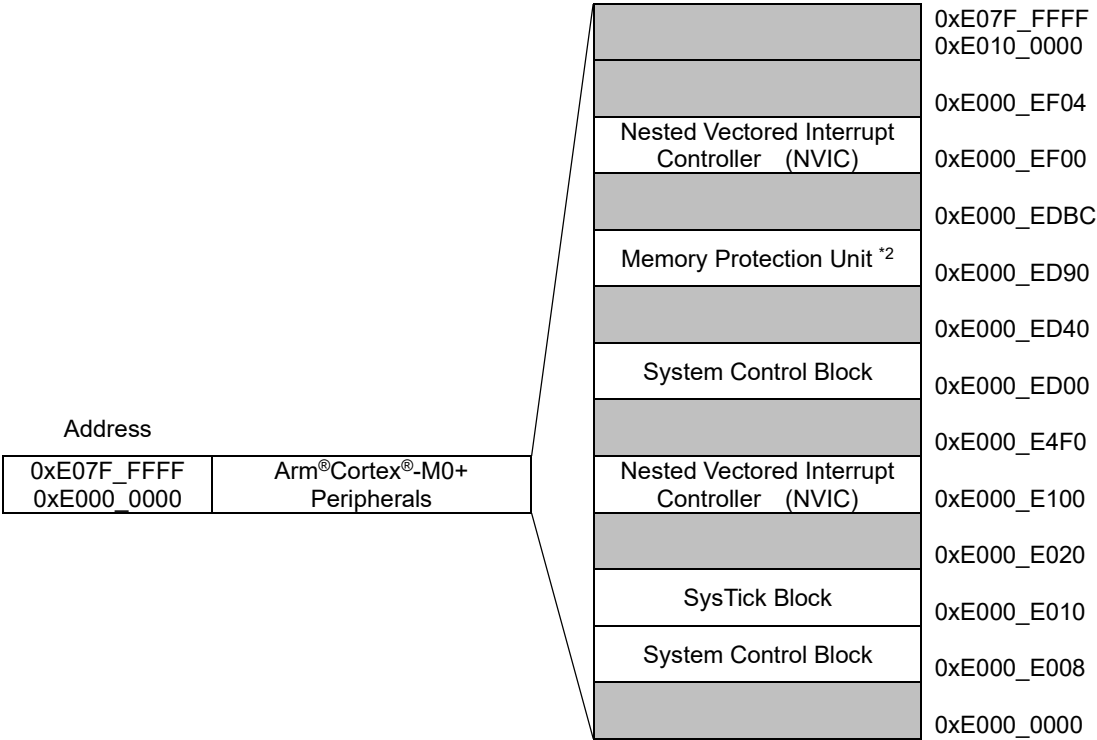 0xE07F_FFFF
0xE010_0000
0xE000_EF04
Nested Vectored Interrupt
Controller (NVIC)
0xE000_EF00
0xE000_EDBC
Memory Protection Unit *2
0xE000_ED90
0xE000_ED40
System Control Block
0xE000_ED00
0xE000_E4F0
Address
0xE07F_FFFF
0xE000_0000
Arm®Cortex®-M0+
Peripherals
Nested Vectored Interrupt
Controller (NVIC)
0xE000_E100
0xE000_E020
SysTick Block
0xE000_E010
System Control Block
0xE000_E008
0xE000_0000